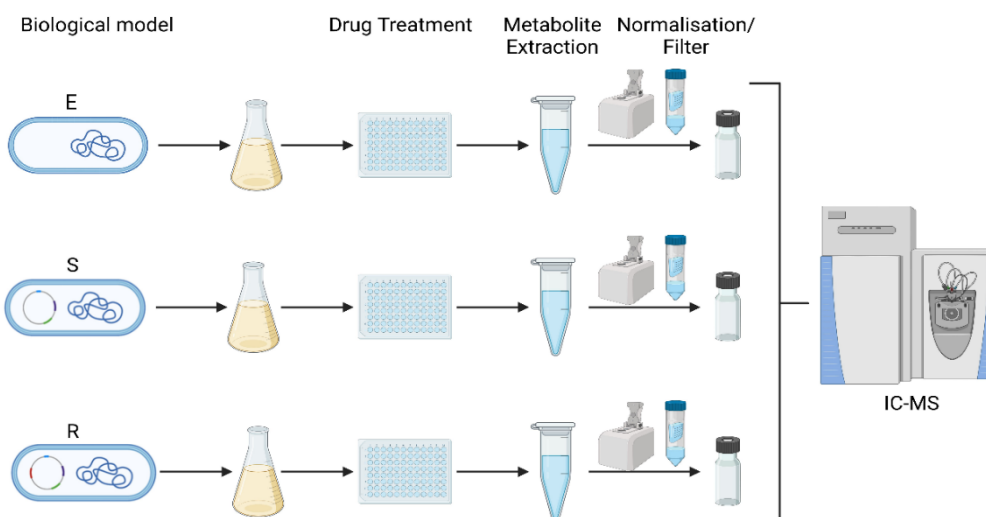 Biological model
Drug Treatment
Metabolite
Extraction
Normalisation/
Filter
E
S
R
IC-MS